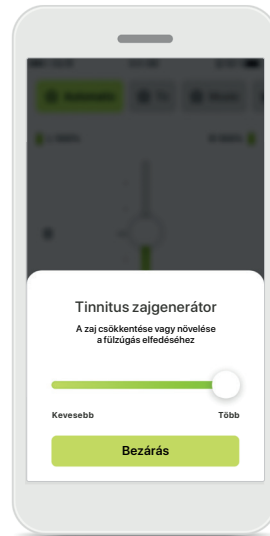 Tinnitus zajgenerátor
A zaj csökkentése vagy növelése
a fülzúgás elfedéséhez
Kevesebb Több
Bezárás